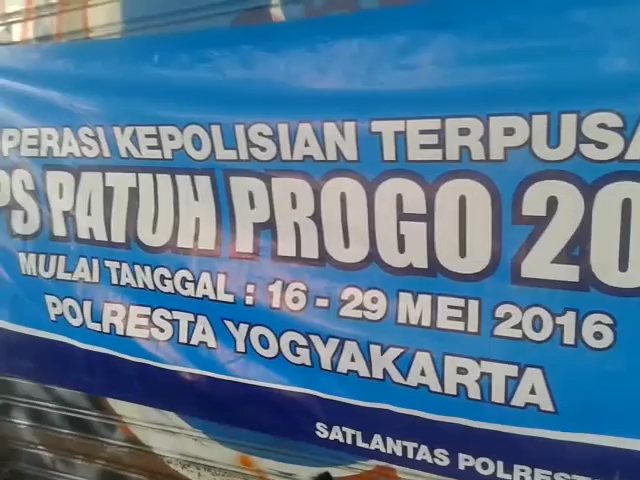 PERASI KEPOLISIAN TERPUSA
PS PATUH PROGO 20
MULAI TANGGAL : 16 - 29 MEI 2016
POLRESTA YOGYAKARTA
SATLANTAS POLREST